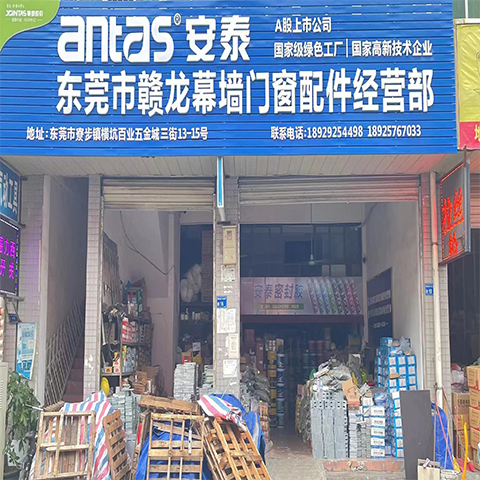 JOINTAS
antas® 安泰
A股上市公司
国家级绿色工厂 | 国家高新技术企业
东莞市赣龙幕墙门窗配件经营部
地址:东莞市寮步镇横坑百业五金城三街13-15号
联系电话:18929254498 18925767033
安泰密封胶